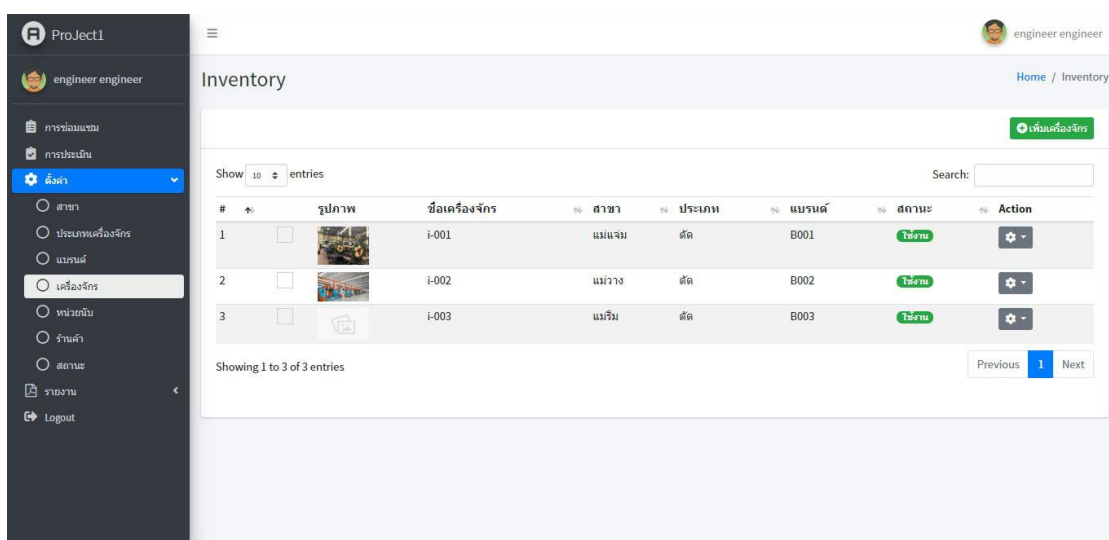 ProJect1
engineer engineer
engineer engineer
การซ่อมแซม
การประเมิน
ตั้งค่า
สาขา
ประเภทเครื่องจักร
แบรนด์
เครื่องจักร
หน่วยนับ
ร้านค้า
สถานะ
รายงาน
Logout
Inventory
Home / Inventory
เพิ่มเครื่องจักร
Show 10 entries
Search:
# รูปภาพ ชื่อเครื่องจักร สาขา ประเภท แบรนด์ สถานะ Action
1 i-001 แม่แจ่ม ตัด B001 ใช้งาน
2 i-002 แม่วาง ตัด B002 ใช้งาน
3 i-003 แม่ริม ตัด B003 ใช้งาน
Showing 1 to 3 of 3 entries
Previous 1 Next